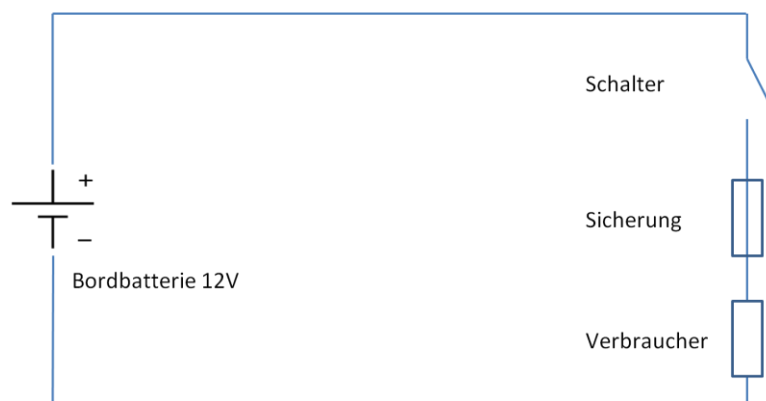 Schalter
+
Sicherung
–
Bordbatterie 12V
Verbraucher